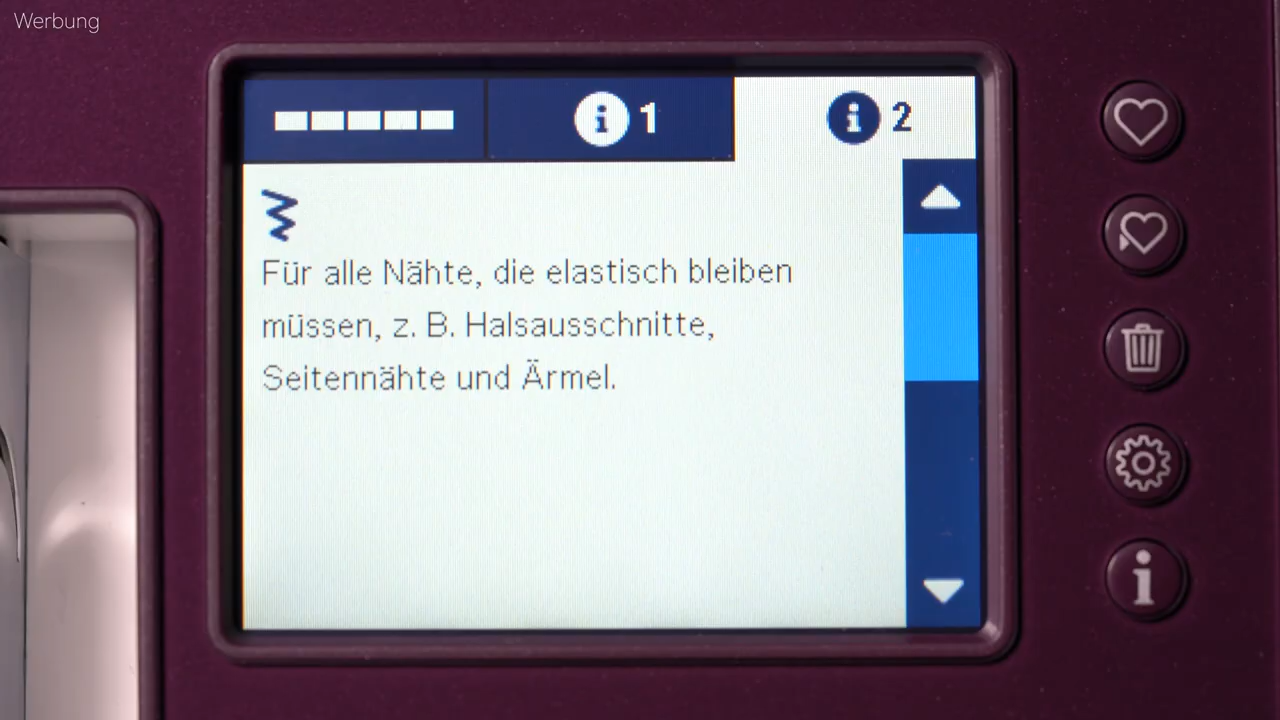 Werbung
1
2
Für alle Nähte, die elastisch bleiben
müssen, z. B. Halsausschnitte,
Seitennähte und Ärmel.